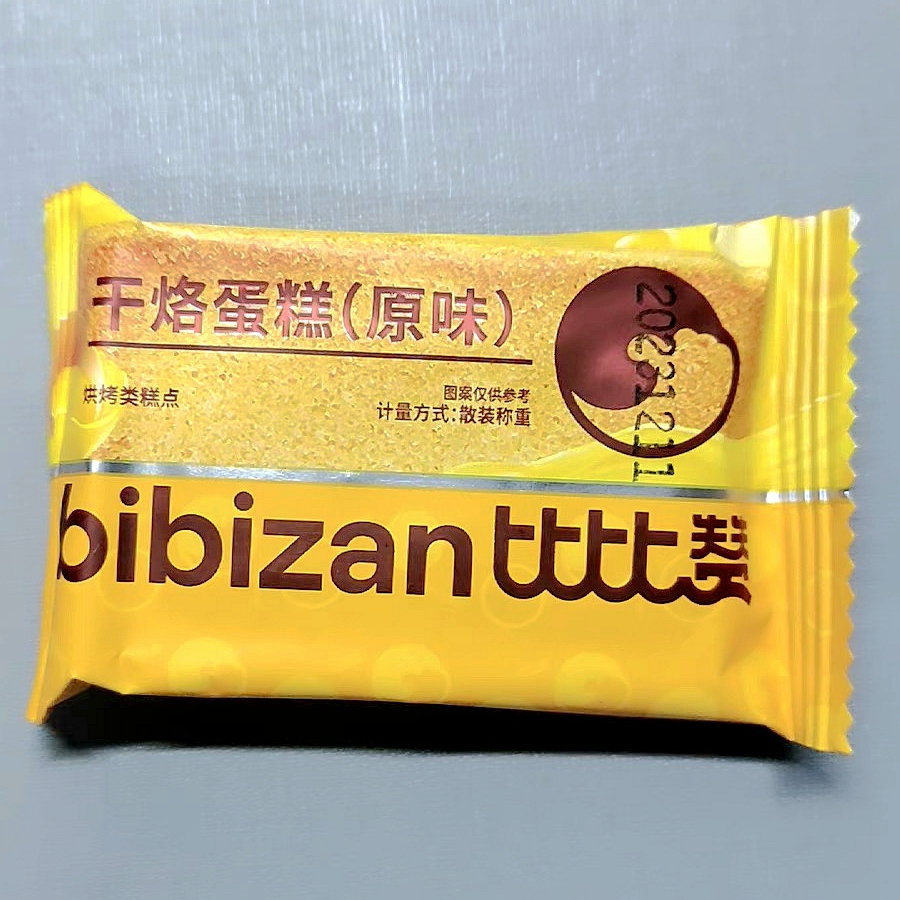 干烙蛋糕(原味)
烘烤类糕点
图案仅供参考
计量方式:散装称重
20231211
bibizan比比赞